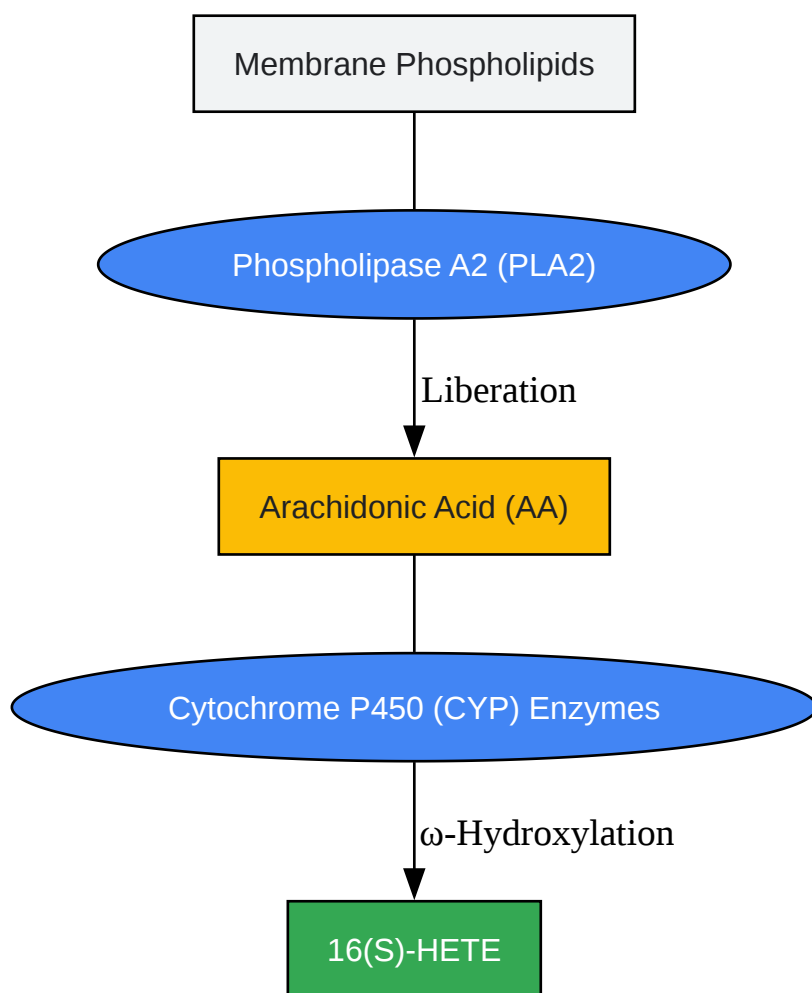 Membrane Phospholipids
Phospholipase A2 (PLA2)
Liberation
Arachidonic Acid (AA)
Cytochrome P450 (CYP) Enzymes
ω-Hydroxylation
16(S)-HETE